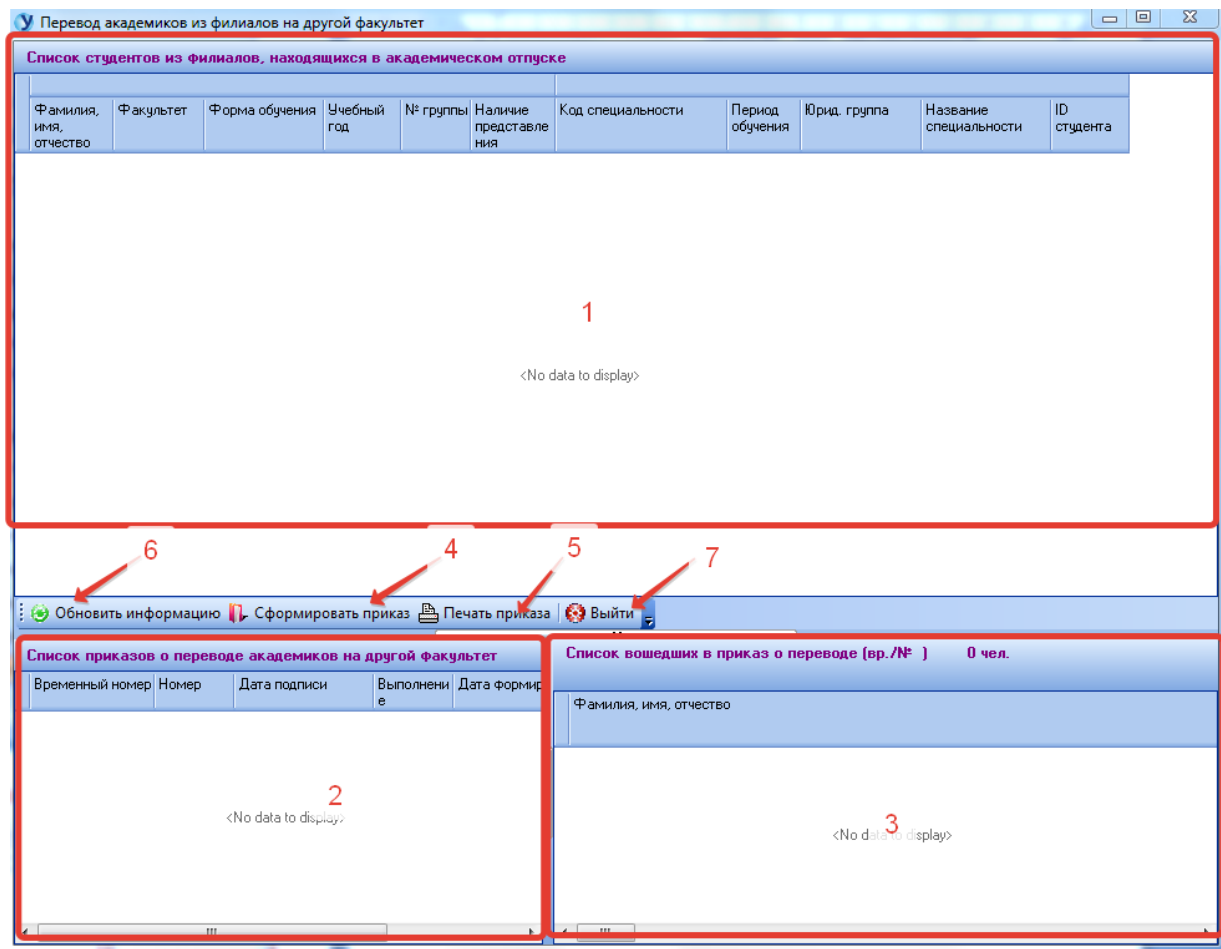 Перевод академиков из филиалов на другой факультет
Список студентов из филиалов, находящихся в академическом отпуске
Фамилия, имя, отчество
Факультет
Форма обучения
Учебный год
№ группы
Наличие представле ния
Код специальности
Период обучения
Юрид. группа
Название специальности
ID студента
1
<No data to display>
6
4
5
7
Обновить информацию
Сформировать приказ
Печать приказа
Выйти
Список приказов о переводе академиков на другой факультет
Временный номер
Номер
Дата подписи
Выполнени е
Дата формир
2
<No data to display>
Список вошедших в приказ о переводе (вр./№ ) 0 чел.
Фамилия, имя, отчество
3
<No data to display>